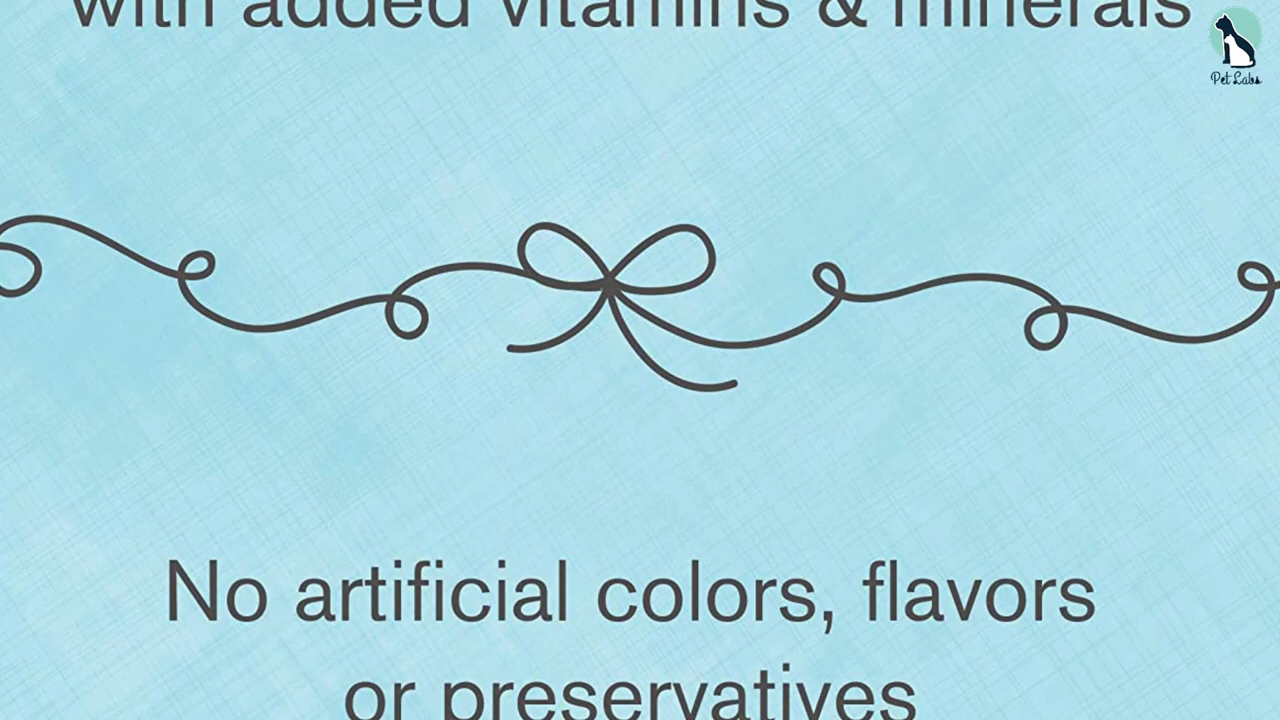 with added vitamins & minerals
Pet Labs
No artificial colors, flavors
or preservatives